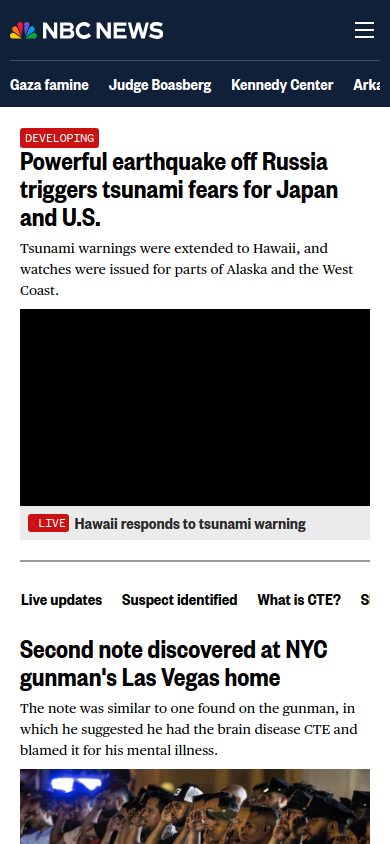 NBC NEWS
Gaza famine
Judge Boasberg
Kennedy Center
DEVELOPING
Powerful earthquake off Russia
triggers tsunami fears for Japan
and U.S.
Tsunami warnings were extended to Hawaii, and
watches were issued for parts of Alaska and the West
Coast.
LIVE Hawaii responds to tsunami warning
Live updates
Suspect identified
What is CTE?
Second note discovered at NYC
gunman's Las Vegas home
The note was similar to one found on the gunman, in
which he suggested he had the brain disease CTE and
blamed it for his mental illness.